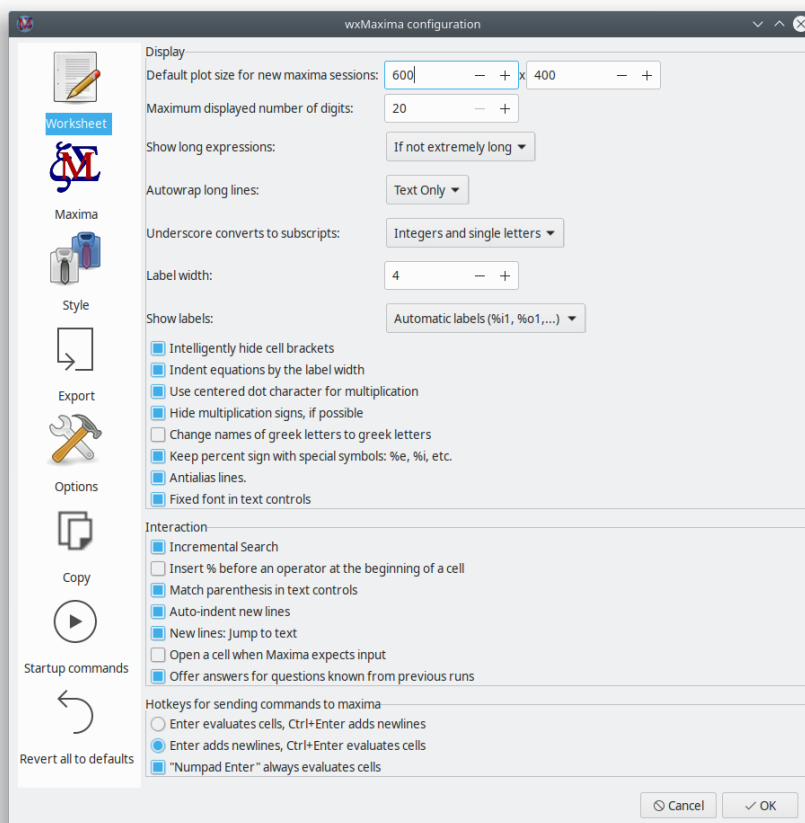 wxMaxima configuration
Worksheet
Maxima
Style
Export
Options
Copy
Startup commands
Revert all to defaults
Display
Default plot size for new maxima sessions: 600 x 400
Maximum displayed number of digits: 20
Show long expressions: If not extremely long
Autowrap long lines: Text Only
Underscore converts to subscripts: Integers and single letters
Label width: 4
Show labels: Automatic labels (%i1, %o1,...)
Intelligently hide cell brackets
Indent equations by the label width
Use centered dot character for multiplication
Hide multiplication signs, if possible
Change names of greek letters to greek letters
Keep percent sign with special symbols: %e, %i, etc.
Antialias lines.
Fixed font in text controls
Interaction
Incremental Search
Insert % before an operator at the beginning of a cell
Match parenthesis in text controls
Auto-indent new lines
New lines: Jump to text
Open a cell when Maxima expects input
Offer answers for questions known from previous runs
Hotkeys for sending commands to maxima
Enter evaluates cells, Ctrl+Enter adds newlines
Enter adds newlines, Ctrl+Enter evaluates cells
"Numpad Enter" always evaluates cells
Cancel
OK